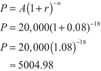 P = A(1+r)⁻ⁿ
P = 20,000(1+0.08)⁻¹⁸
P = 20,000(1.08)⁻¹⁸
= 5004.98